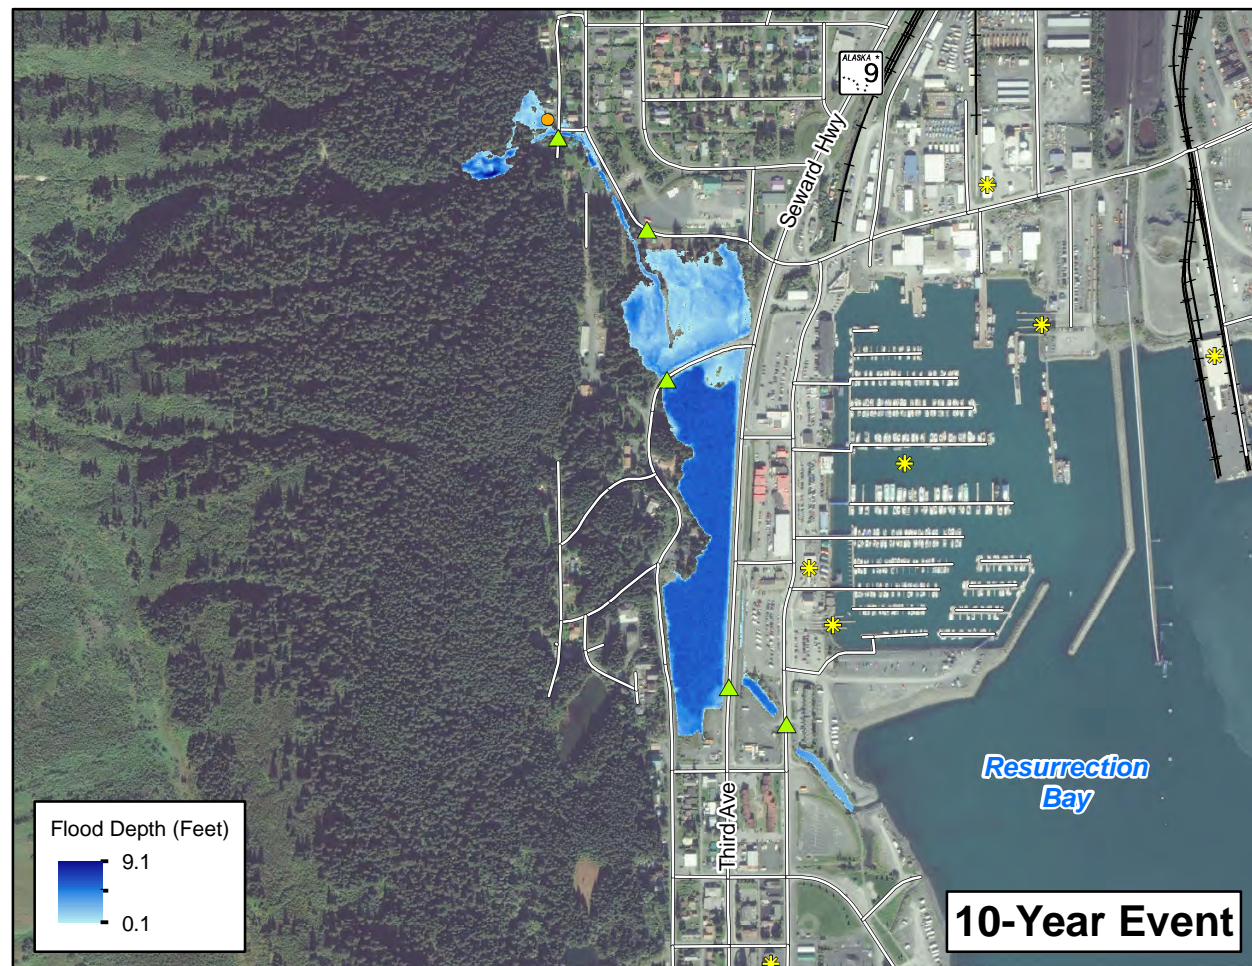 ALASKA
9
Seward Hwy
Third Ave
Resurrection
Bay
Flood Depth (Feet)
9.1
0.1
10-Year Event